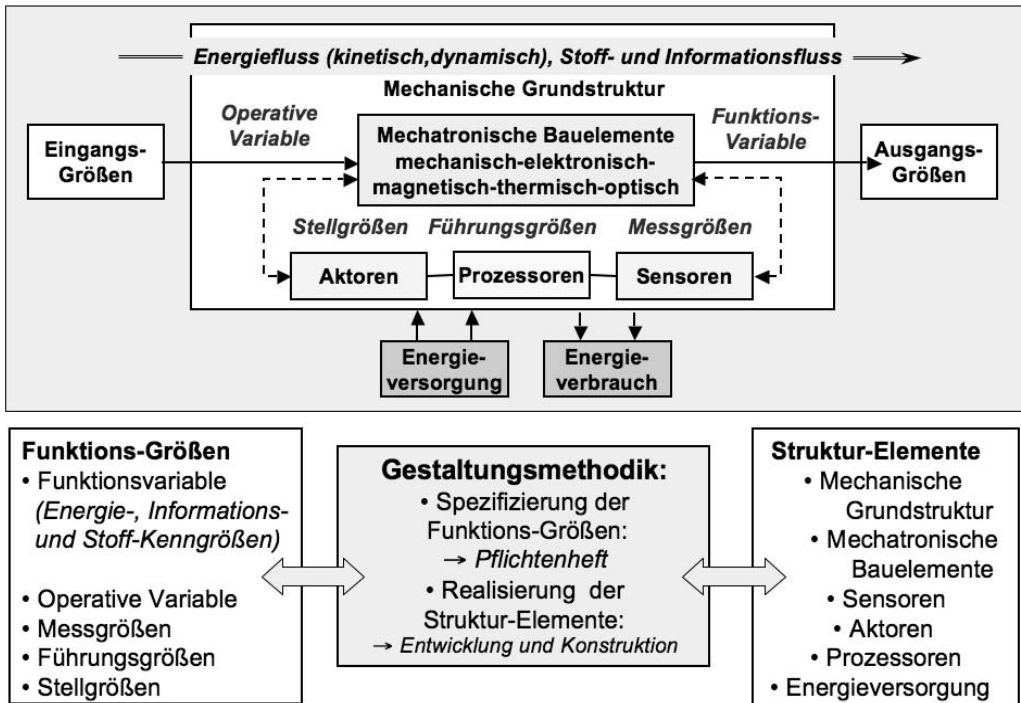 Energiefluss (kinetisch,dynamisch), Stoff- und Informationsfluss
Mechanische Grundstruktur
Operative
Variable
Funktions-
Variable
Eingangs-
Größen
Mechatronische Bauelemente
mechanisch-elektronisch-
magnetisch-thermisch-optisch
Ausgangs-
Größen
Stellgrößen
Führungsgrößen
Messgrößen
Aktoren
Prozessoren
Sensoren
Energie-
versorgung
Energie-
verbrauch
Funktions-Größen
• Funktionsvariable
(Energie-, Informations-
und Stoff-Kenngrößen)
• Operative Variable
• Messgrößen
• Führungsgrößen
• Stellgrößen
Gestaltungsmethodik:
• Spezifizierung der
Funktions-Größen:
→ Pflichtenheft
• Realisierung der
Struktur-Elemente:
→ Entwicklung und Konstruktion
Struktur-Elemente
• Mechanische
Grundstruktur
• Mechatronische
Bauelemente
• Sensoren
• Aktoren
• Prozessoren
• Energieversorgung